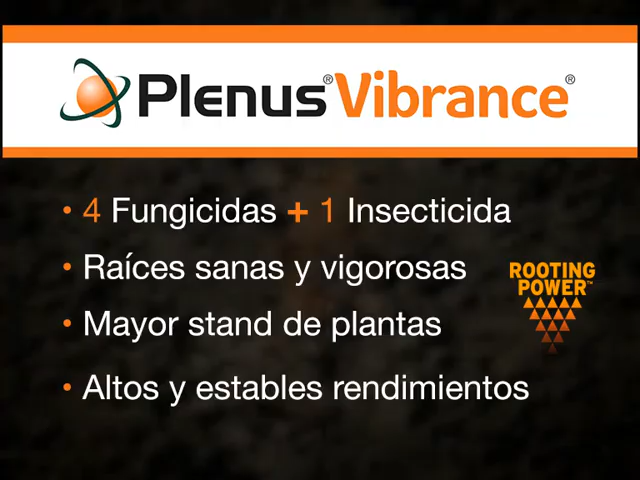 Plenus® Vibrance®
• 4 Fungicidas + 1 Insecticida
• Raíces sanas y vigorosas
• Mayor stand de plantas
• Altos y estables rendimientos
ROOTING
POWER™